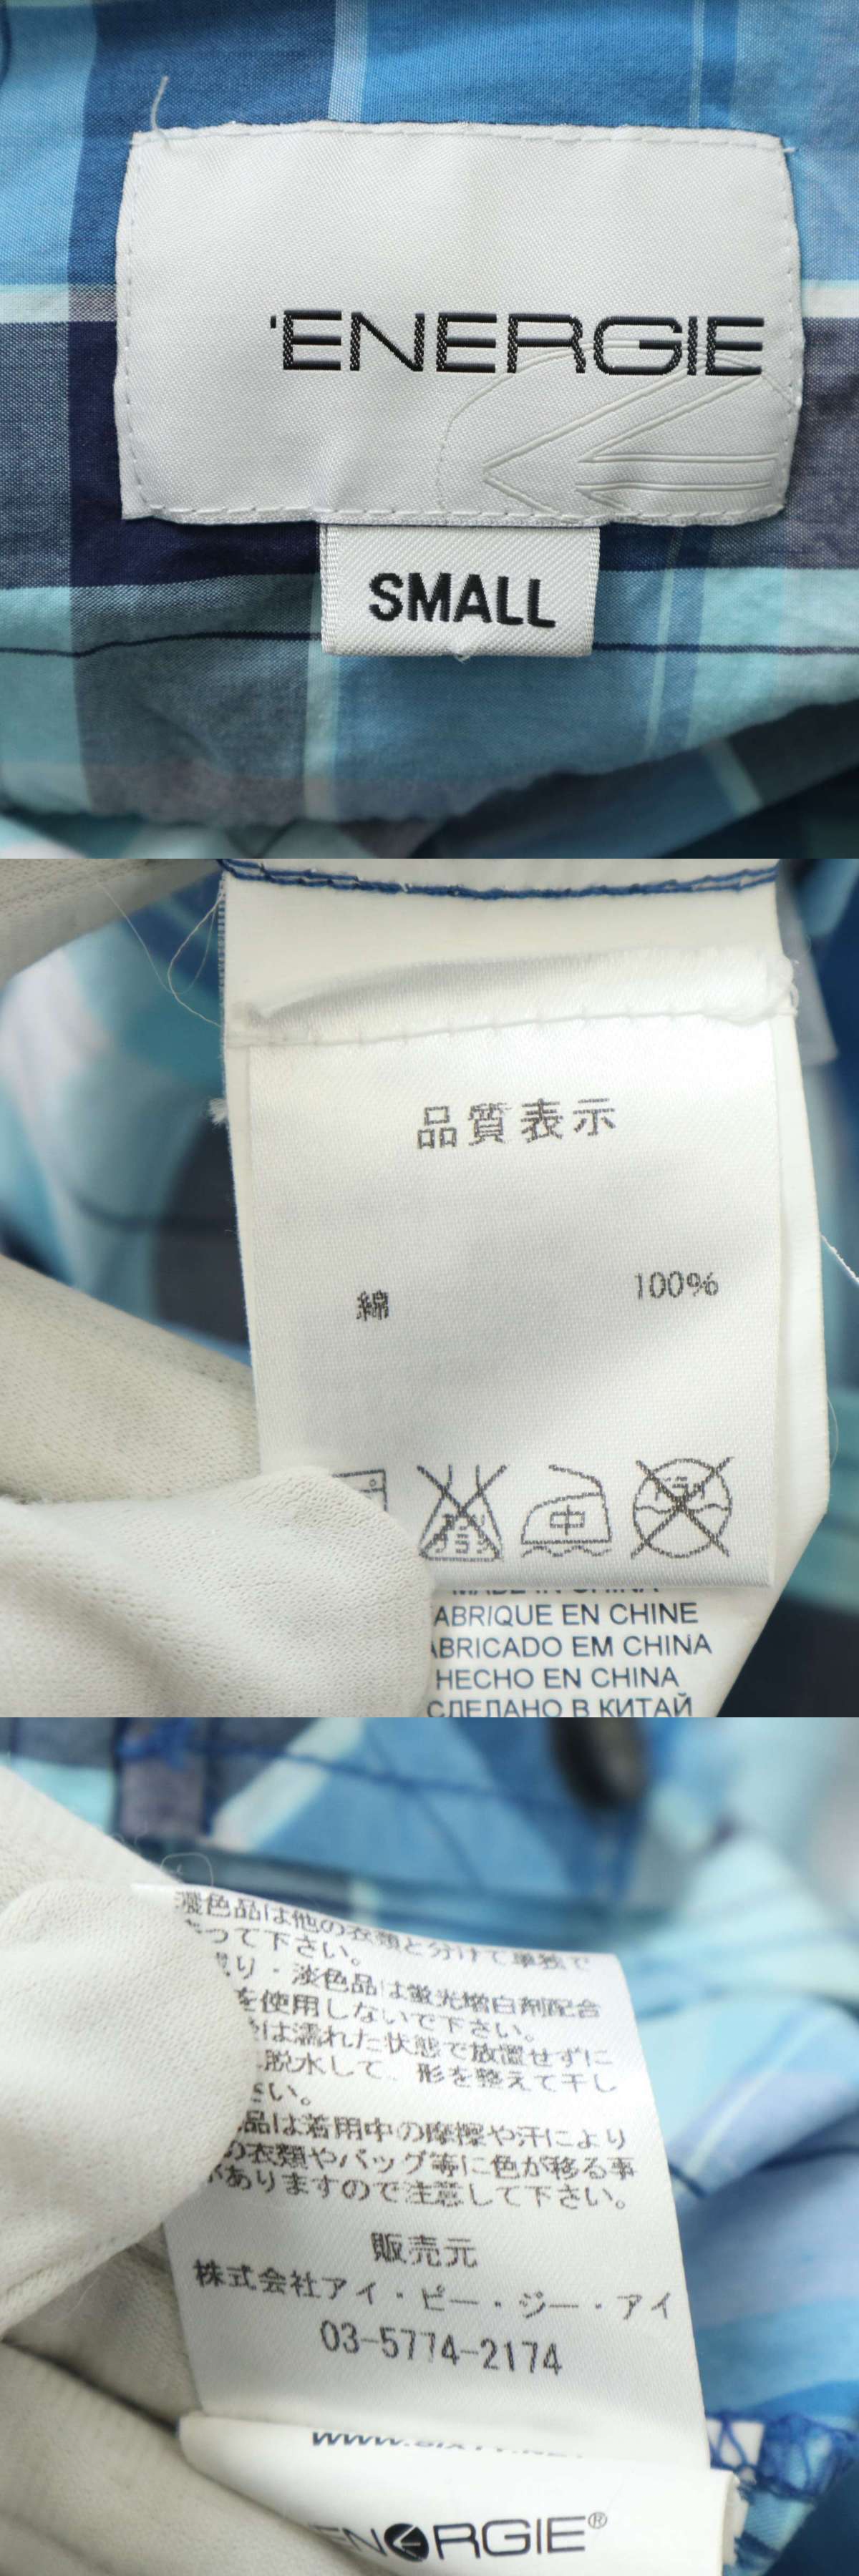 'ENERGIE
SMALL
品質表示
綿 100%
中
MADE IN CHINA
ABRIQUE EN CHINE
ABRICADO EM CHINA
HECHO EN CHINA
СДЕЛАНО В КИТАЙ
濃色品は他の衣類と分けて単独で
って下さい。
り・淡色品は蛍光増白剤配合
を使用しないで下さい。
は濡れた状態で放置せずに
脱水して、形を整えて干し
さい。
品は着用中の摩擦や汗により
の衣類やバッグ等に色が移る事
がありますので注意して下さい。
販売元
株式会社アイ・ピー・ジー・アイ
03-5774-2174
ENERGIE®